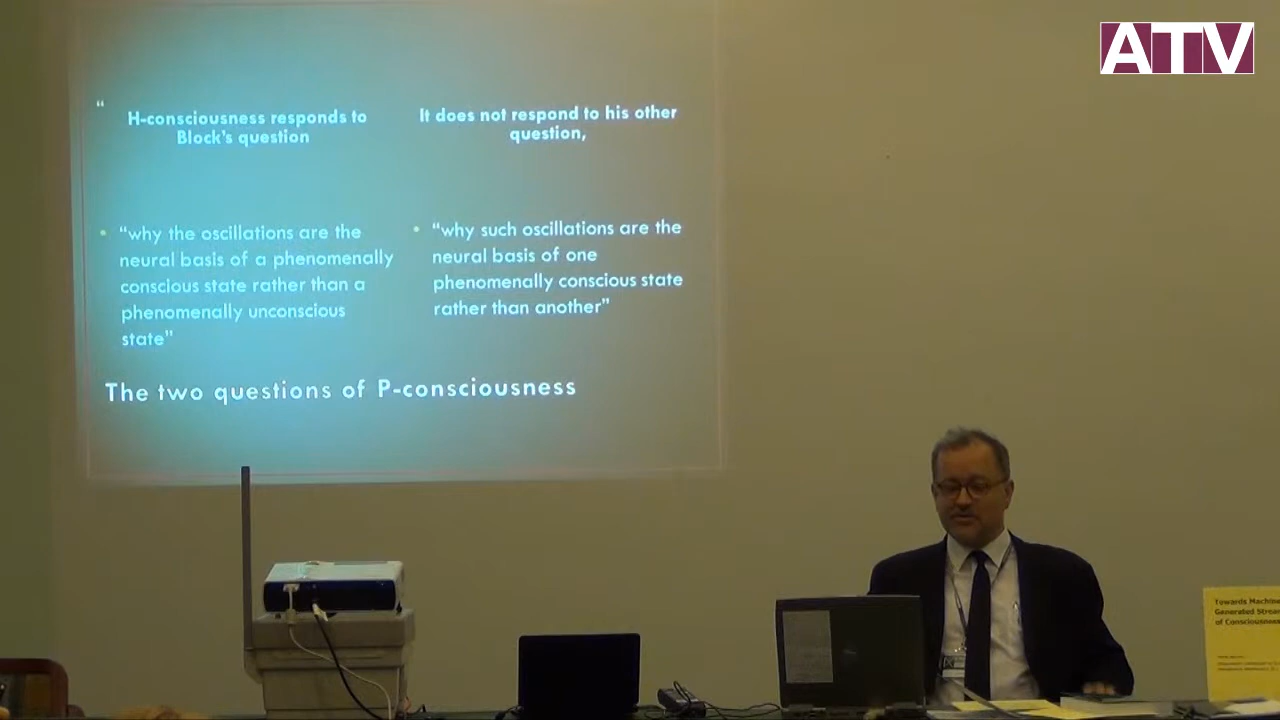 ATV
“
H-consciousness responds to
Block's question
It does not respond to his other
question,
• “why the oscillations are the
neural basis of a phenomenally
conscious state rather than a
phenomenally unconscious
state”
• “why such oscillations are the
neural basis of one
phenomenally conscious state
rather than another”
The two questions of P-consciousness
Towards Machine
Generated Strea
of Consciousness